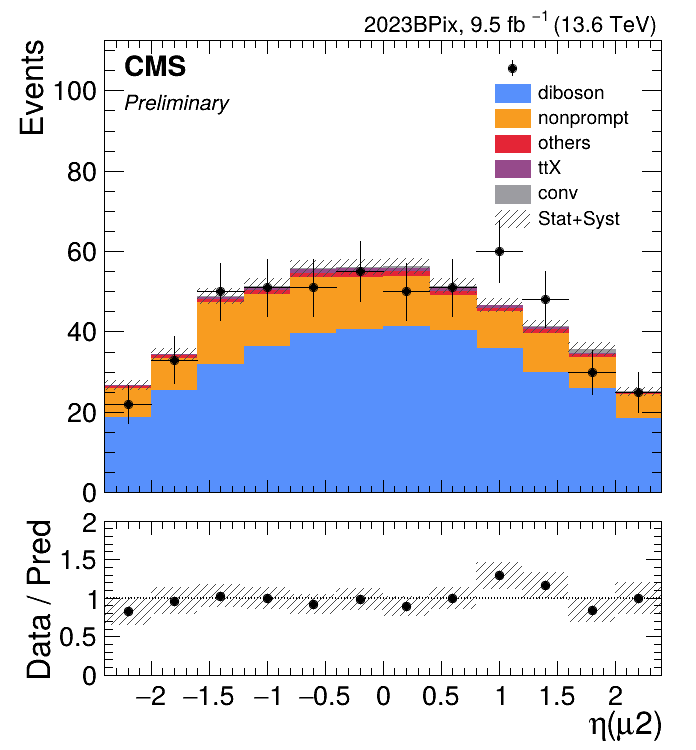 2023BPix, 9.5 fb⁻¹ (13.6 TeV)
CMS
Preliminary
Events
100
80
60
40
20
0
diboson
nonprompt
others
ttX
conv
Stat+Syst
Data / Pred
2
1.5
1
0.5
0
−2 −1.5 −1 −0.5 0 0.5 1 1.5 2
η(μ2)